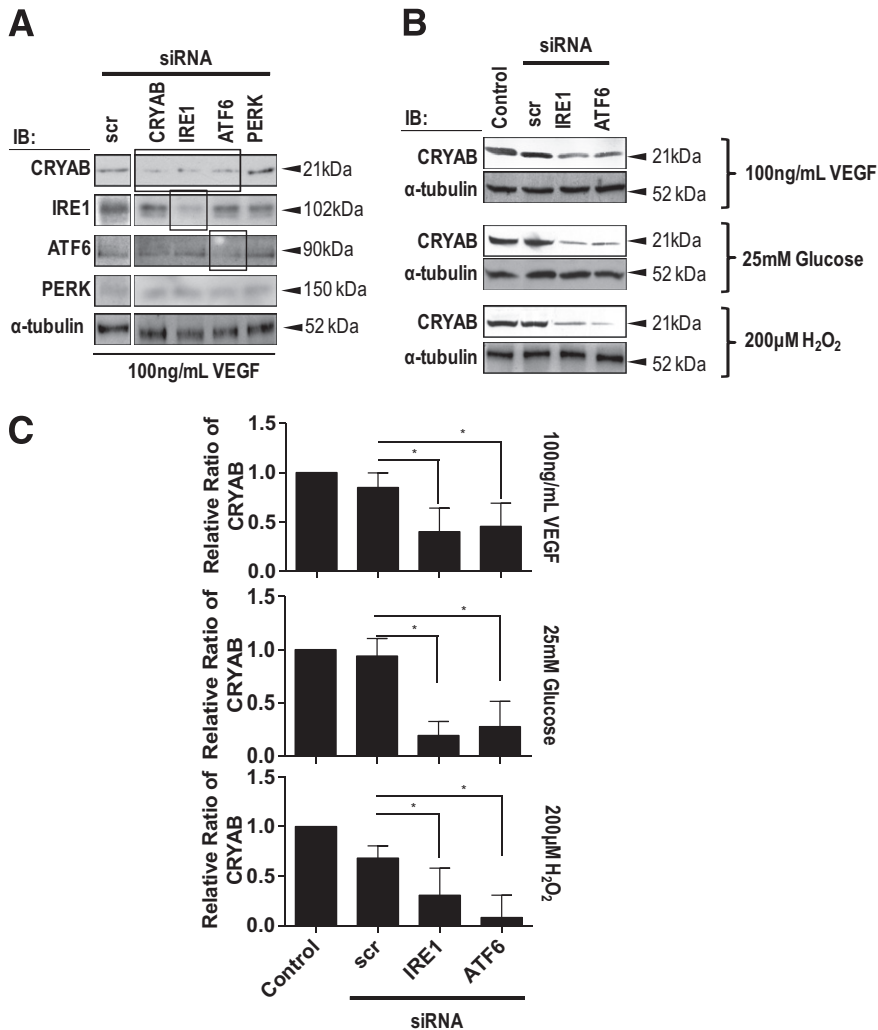 A
siRNA
IB:
scr
CRYAB
IRE1
ATF6
PERK
CRYAB
21kDa
IRE1
102kDa
ATF6
90kDa
PERK
150 kDa
α-tubulin
52 kDa
100ng/mL VEGF
B
siRNA
IB:
Control
scr
IRE1
ATF6
CRYAB
21kDa
α-tubulin
52 kDa
100ng/mL VEGF
CRYAB
21kDa
α-tubulin
52 kDa
25mM Glucose
CRYAB
21kDa
α-tubulin
52 kDa
200μM H₂O₂
C
Relative Ratio of
CRYAB
1.5
1.0
0.5
0.0
*
*
100ng/mL VEGF
Relative Ratio of
CRYAB
1.5
1.0
0.5
0.0
*
*
25mM Glucose
Relative Ratio of
CRYAB
1.5
1.0
0.5
0.0
*
*
200μM H₂O₂
Control
scr
IRE1
ATF6
siRNA